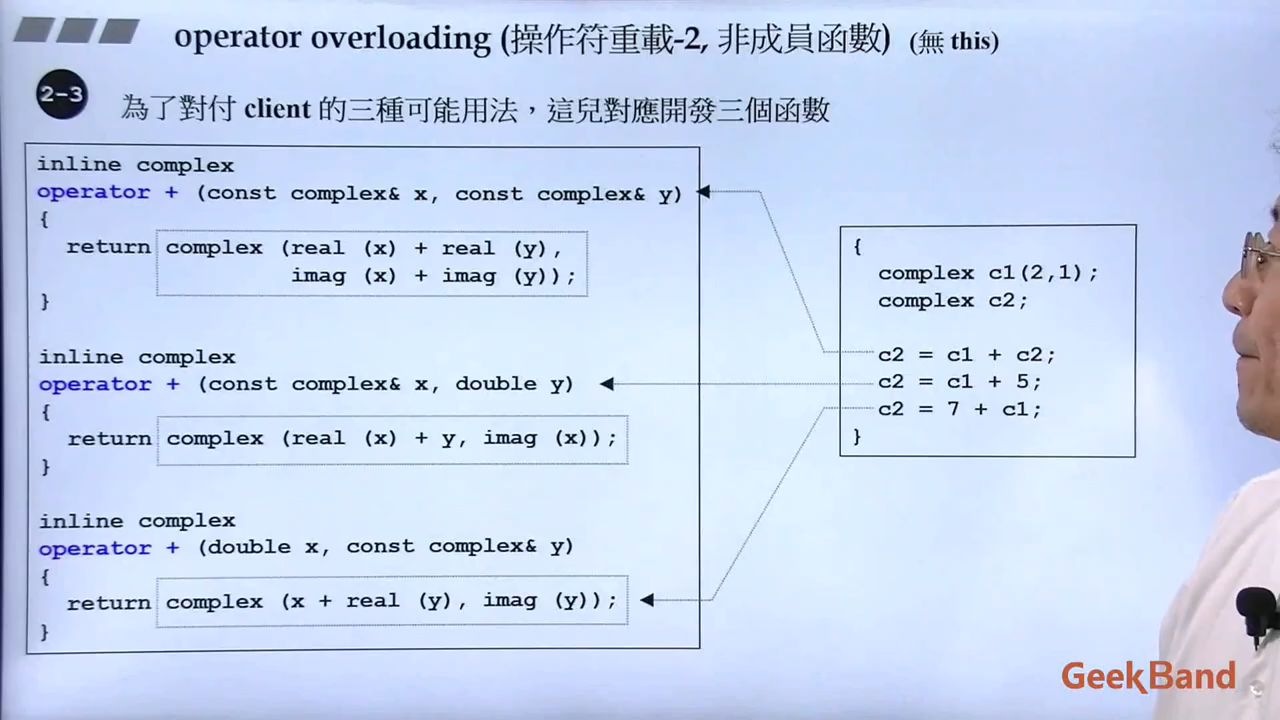 operator overloading (操作符重載-2, 非成員函數) (無 this)
2-3
為了對付 client 的三種可能用法，這兒對應開發三個函數
inline complex
operator + (const complex& x, const complex& y)
{
return complex (real (x) + real (y),
imag (x) + imag (y));
}
inline complex
operator + (const complex& x, double y)
{
return complex (real (x) + y, imag (x));
}
inline complex
operator + (double x, const complex& y)
{
return complex (x + real (y), imag (y));
}
{
complex c1(2,1);
complex c2;
c2 = c1 + c2;
c2 = c1 + 5;
c2 = 7 + c1;
}
GeekBand